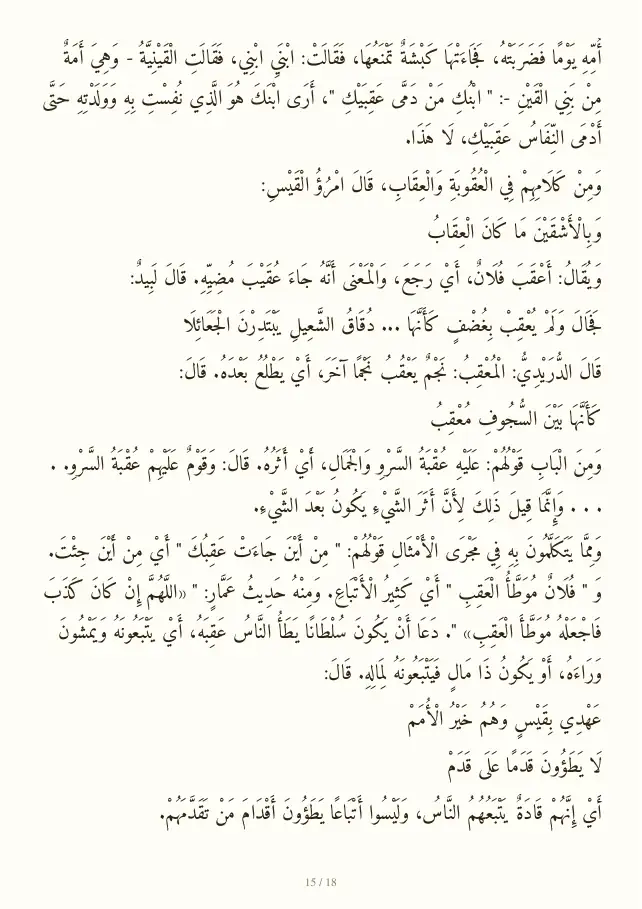 أُمِّهِ يَوْمًا فَضَرَبَتْهُ، فَجَاءَتْهَا كَبْشَةٌ تَمْنَعُهَا، فَقَالَتْ: ابْنِي ابْنِي، فَقَالَتِ الْقَيْنِيَّةُ - وَهِيَ أَمَةٌ
مِنْ بَنِي الْقَيْنِ -: " ابْنُكِ مَنْ دَمَّى عَقِبَيْكِ "، أَرَى ابْنَكَ هُوَ الَّذِي نُفِسْتِ بِهِ وَوَلَدْتِهِ حَتَّى
أَدْمَى النِّفَاسُ عَقِبَيْكِ، لَا هَذَا.
وَمِنْ كَلَامِهِمْ فِي الْعُقُوبَةِ وَالْعِقَابِ، قَالَ امْرُؤُ الْقَيْسِ:
وَبِالْأَشْقَيْنَ مَا كَانَ الْعِقَابُ
وَيُقَالُ: أَعْقَبَ فُلَانٌ، أَيْ رَجَعَ، وَالْمَعْنَى أَنَّهُ جَاءَ عُقَيْبَ مُضِيِّهِ. قَالَ لَبِيدٌ:
فَجَالَ وَلَمْ يُعْقِبْ بِغُضْفٍ كَأَنَّهَا ... دُقَاقُ الشَّعِيلِ يَبْتَدِرْنَ الْجَعَائِلَا
قَالَ الدُّرَيْدِيُّ: الْمُعْقِبُ: نَجْمٌ يَعْقُبُ نَجْمًا آخَرَ، أَيْ يَطْلُعُ بَعْدَهُ. قَالَ:
كَأَنَّهَا بَيْنَ السُّجُوفِ مُعْقِبُ
وَمِنَ الْبَابِ قَوْلُهُمْ: عَلَيْهِ عُقْبَةُ السَّرْوِ وَالْجَمَالِ، أَيْ أَثَرُهُ. قَالَ: وَقَوْمٌ عَلَيْهِمْ عُقْبَةُ السَّرْوِ. .
. . . وَإِنَّمَا قِيلَ ذَلِكَ لِأَنَّ أَثَرَ الشَّيْءِ يَكُونُ بَعْدَ الشَّيْءِ.
وَمِمَّا يَتَكَلَّمُونَ بِهِ فِي مَجْرَى الْأَمْثَالِ قَوْلُهُمْ: " مِنْ أَيْنَ جَاءَتْ عَقِبُكَ " أَيْ مِنْ أَيْنَ جِئْتَ.
وَ " فُلَانٌ مُوَطَّأُ الْعَقِبِ " أَيْ كَثِيرُ الْأَتْبَاعِ. وَمِنْهُ حَدِيثُ عَمَّارٍ: " «اللَّهُمَّ إِنْ كَانَ كَذَبَ
فَاجْعَلْهُ مُوَطَّأَ الْعَقِبِ» ". دَعَا أَنْ يَكُونَ سُلْطَانًا يَطَأُ النَّاسُ عَقِبَهُ، أَيْ يَتْبَعُونَهُ وَيَمْشُونَ
وَرَاءَهُ، أَوْ يَكُونُ ذَا مَالٍ فَيَتْبَعُونَهُ لِمَالِهِ. قَالَ:
عَهْدِي بِقَيْسٍ وَهُمُ خَيْرُ الْأُمَمْ
لَا يَطَؤُونَ قَدَمًا عَلَى قَدَمْ
أَيْ إِنَّهُمْ قَادَةٌ يَتْبَعُهُمُ النَّاسُ، وَلَيْسُوا أَتْبَاعًا يَطَؤُونَ أَقْدَامَ مَنْ تَقَدَّمَهُمْ.
15 / 18